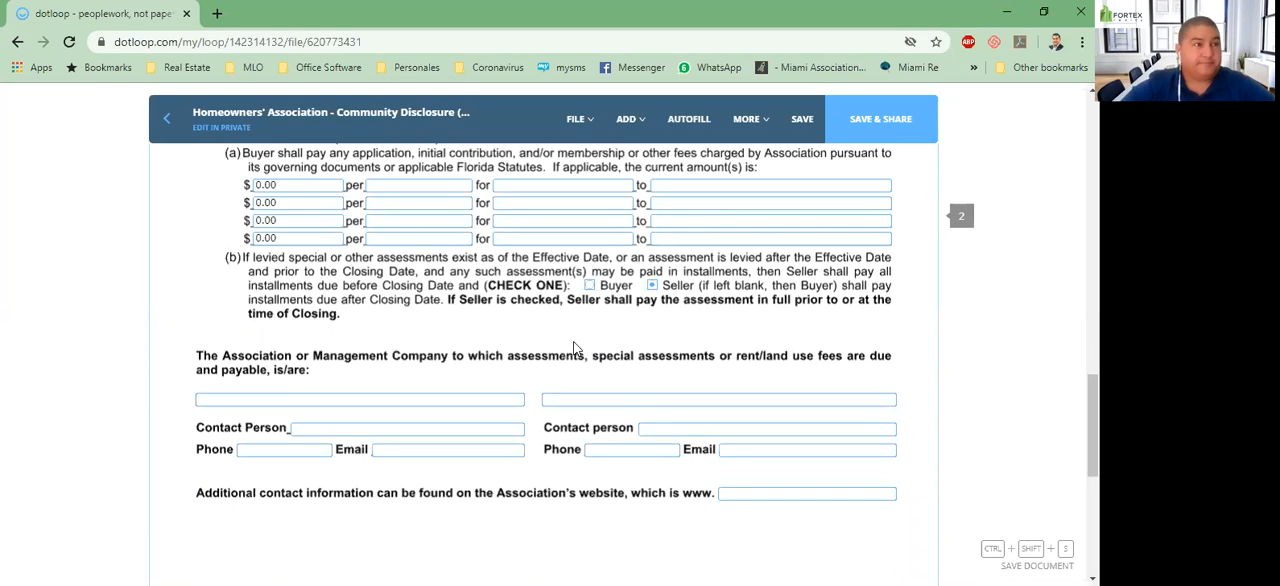 dotloop - peoplework, not pape
dotloop.com/my/loop/142314132/file/620773431
ABP
Apps Bookmarks Real Estate MLO Office Software Personales Coronavirus mysms Messenger WhatsApp - Miami Association... Miami Re » Other bookmarks
FORTEX
Homeowners' Association - Community Disclosure (...
EDIT IN PRIVATE
FILE ADD AUTOFILL MORE SAVE SAVE & SHARE
(a) Buyer shall pay any application, initial contribution, and/or membership or other fees charged by Association pursuant to
its governing documents or applicable Florida Statutes. If applicable, the current amount(s) is:
$ 0.00 per for to
$ 0.00 per for to
$ 0.00 per for to
$ 0.00 per for to
2
(b) If levied special or other assessments exist as of the Effective Date, or an assessment is levied after the Effective Date
and prior to the Closing Date, and any such assessment(s) may be paid in installments, then Seller shall pay all
installments due before Closing Date and (CHECK ONE): Buyer Seller (if left blank, then Buyer) shall pay
installments due after Closing Date. If Seller is checked, Seller shall pay the assessment in full prior to or at the
time of Closing.
The Association or Management Company to which assessments, special assessments or rent/land use fees are due
and payable, is/are:
Contact Person Contact person
Phone Email Phone Email
Additional contact information can be found on the Association's website, which is www.
CTRL + SHIFT + S
SAVE DOCUMENT